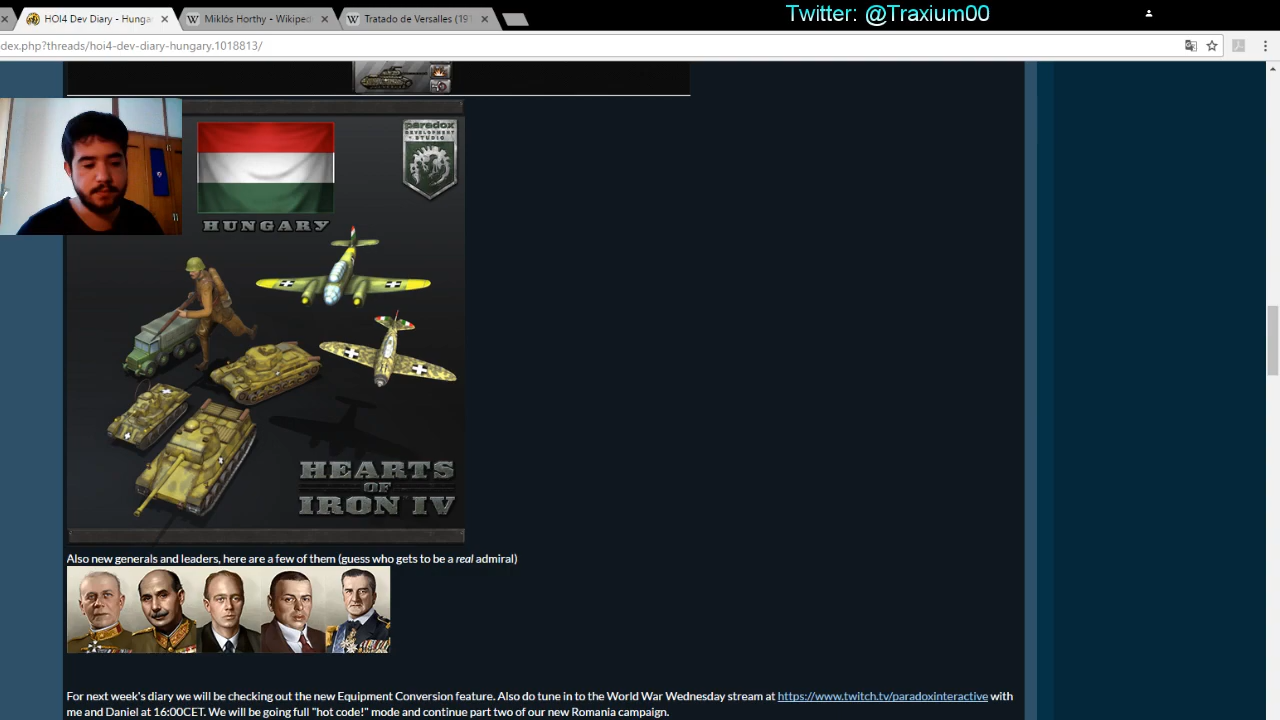 Twitter: @Traxium00
HOI4 Dev Diary - Hunga
Miklós Horthy - Wikiped
Tratado de Versalles (191
dex.php?threads/hoi4-dev-diary-hungary.1018813/
paradox
DEVELOPMENT
STUDIO
HUNGARY
HEARTS
OF
IRON IV
Also new generals and leaders, here are a few of them (guess who gets to be a real admiral)
For next week's diary we will be checking out the new Equipment Conversion feature. Also do tune in to the World War Wednesday stream at https://www.twitch.tv/paradoxinteractive with
me and Daniel at 16:00CET. We will be going full "hot code!" mode and continue part two of our new Romania campaign.